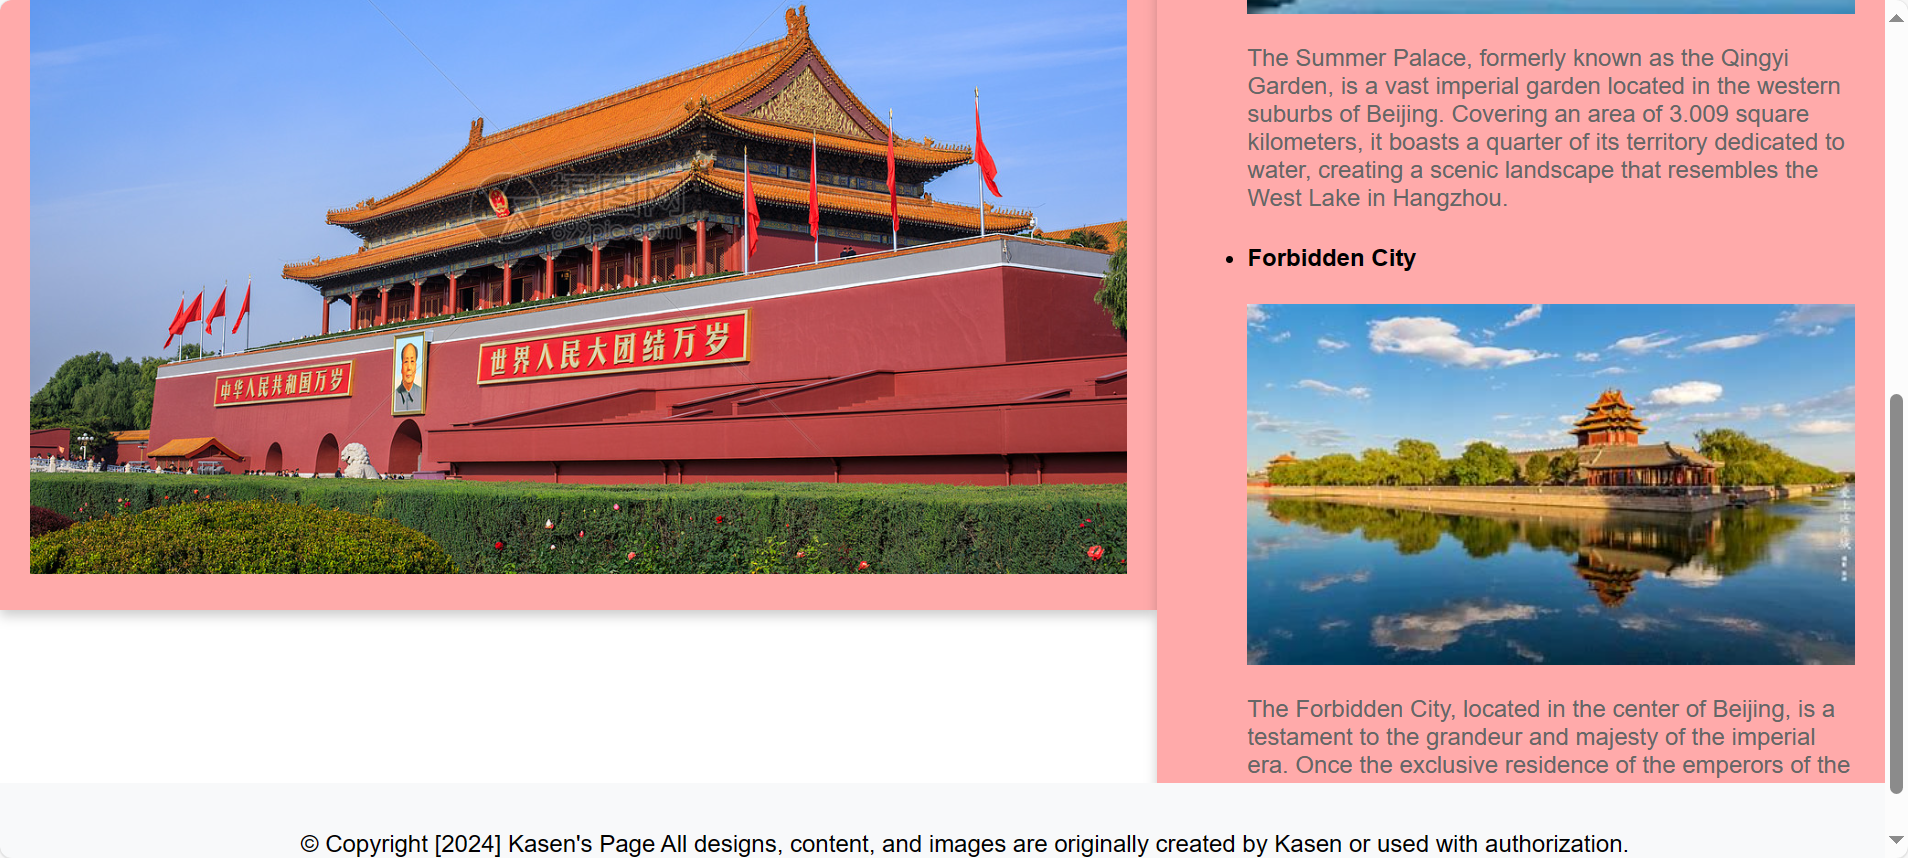 摄图网
699pic.com
中华人民共和国万岁
世界人民大团结万岁
The Summer Palace, formerly known as the Qingyi
Garden, is a vast imperial garden located in the western
suburbs of Beijing. Covering an area of 3.009 square
kilometers, it boasts a quarter of its territory dedicated to
water, creating a scenic landscape that resembles the
West Lake in Hangzhou.
• Forbidden City
The Forbidden City, located in the center of Beijing, is a
testament to the grandeur and majesty of the imperial
era. Once the exclusive residence of the emperors of the
© Copyright [2024] Kasen's Page All designs, content, and images are originally created by Kasen or used with authorization.